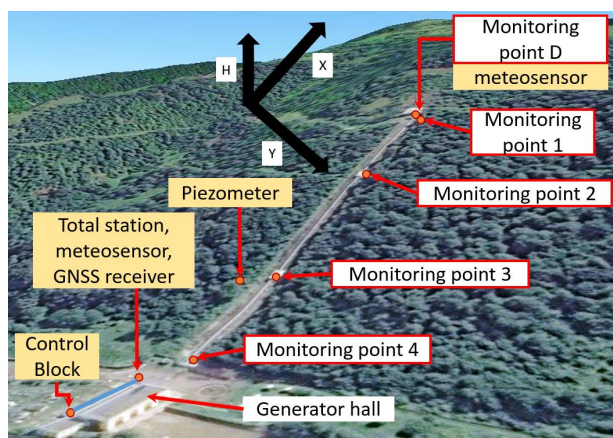 Monitoring
point D
meteosensor
H
X
Monitoring
point 1
Y
Piezometer
Monitoring point 2
Total station,
meteosensor,
GNSS receiver
Monitoring point 3
Control
Block
Monitoring point 4
Generator hall